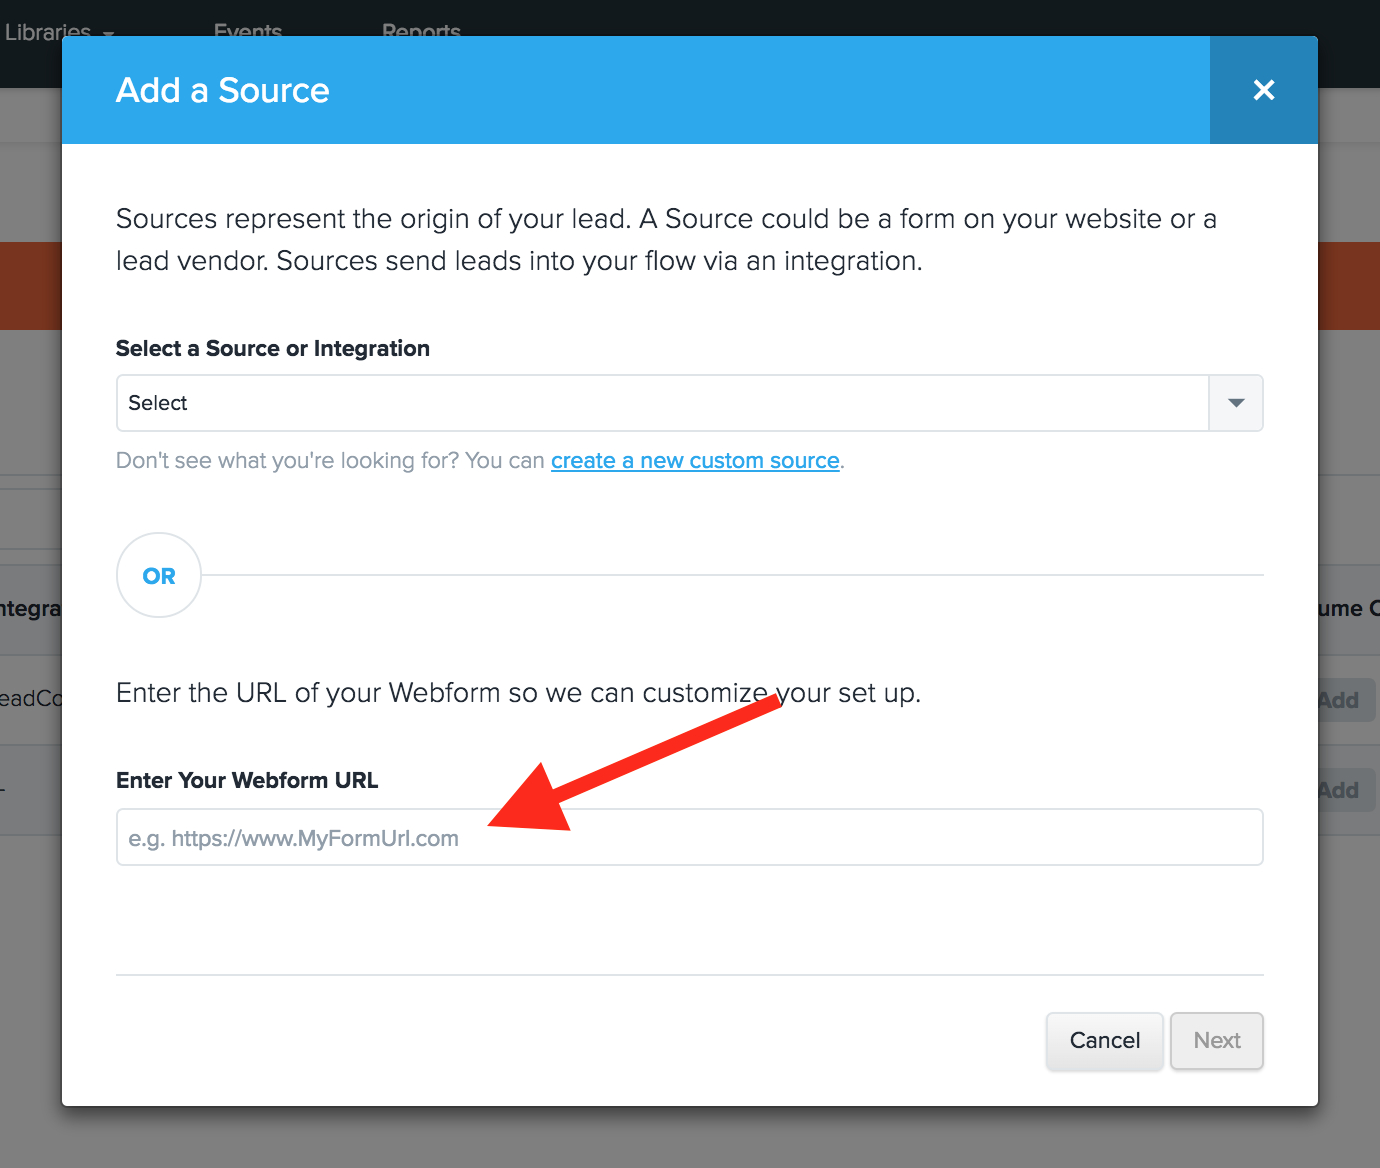 Libraries
Events
Reports
Add a Source
×
Sources represent the origin of your lead. A Source could be a form on your website or a
lead vendor. Sources send leads into your flow via an integration.
Select a Source or Integration
Select
Don't see what you're looking for? You can create a new custom source.
OR
ntegra
ume C
eadCo
Add
Enter the URL of your Webform so we can customize your set up.
Enter Your Webform URL
Add
e.g. https://www.MyFormUrl.com
Cancel
Next